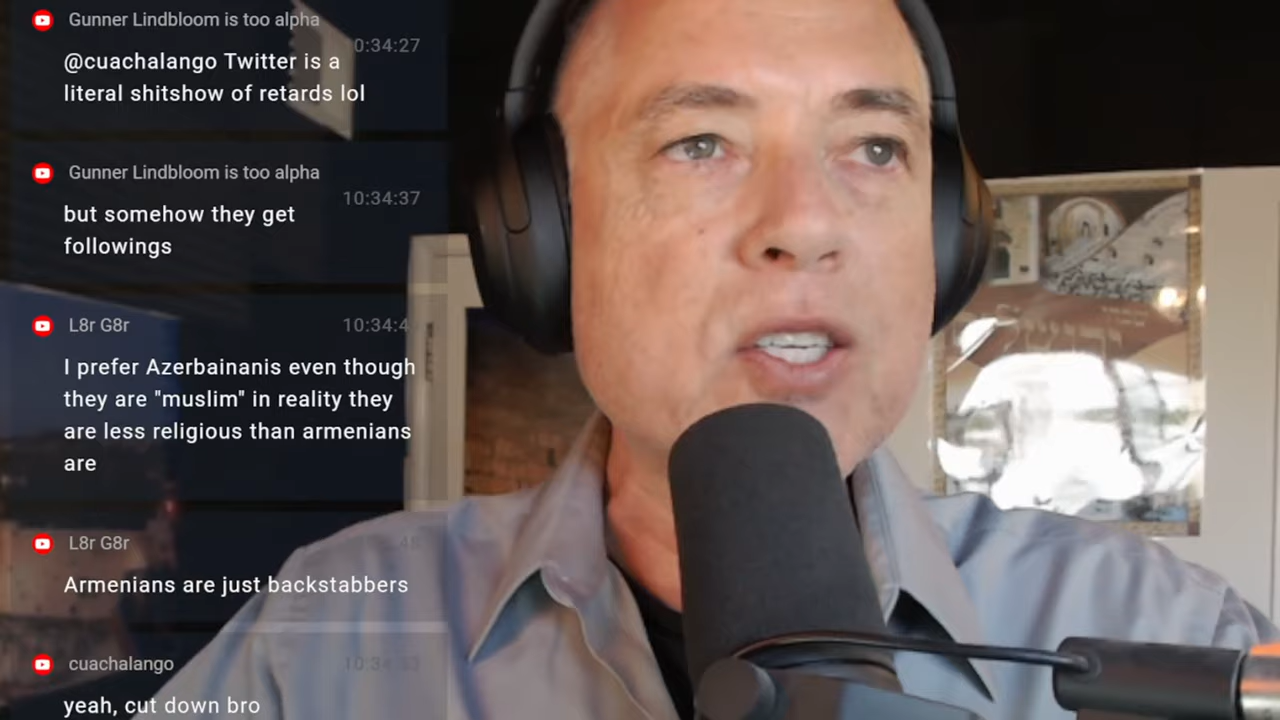 Gunner Lindbloom is too alpha
0:34:27
@cuachalango Twitter is a
literal shitshow of retards lol
Gunner Lindbloom is too alpha
10:34:37
but somehow they get
followings
L8r G8r
10:34:4
I prefer Azerbainanis even though
they are "muslim" in reality they
are less religious than armenians
are
L8r G8r
Armenians are just backstabbers
cuachalango
yeah, cut down bro